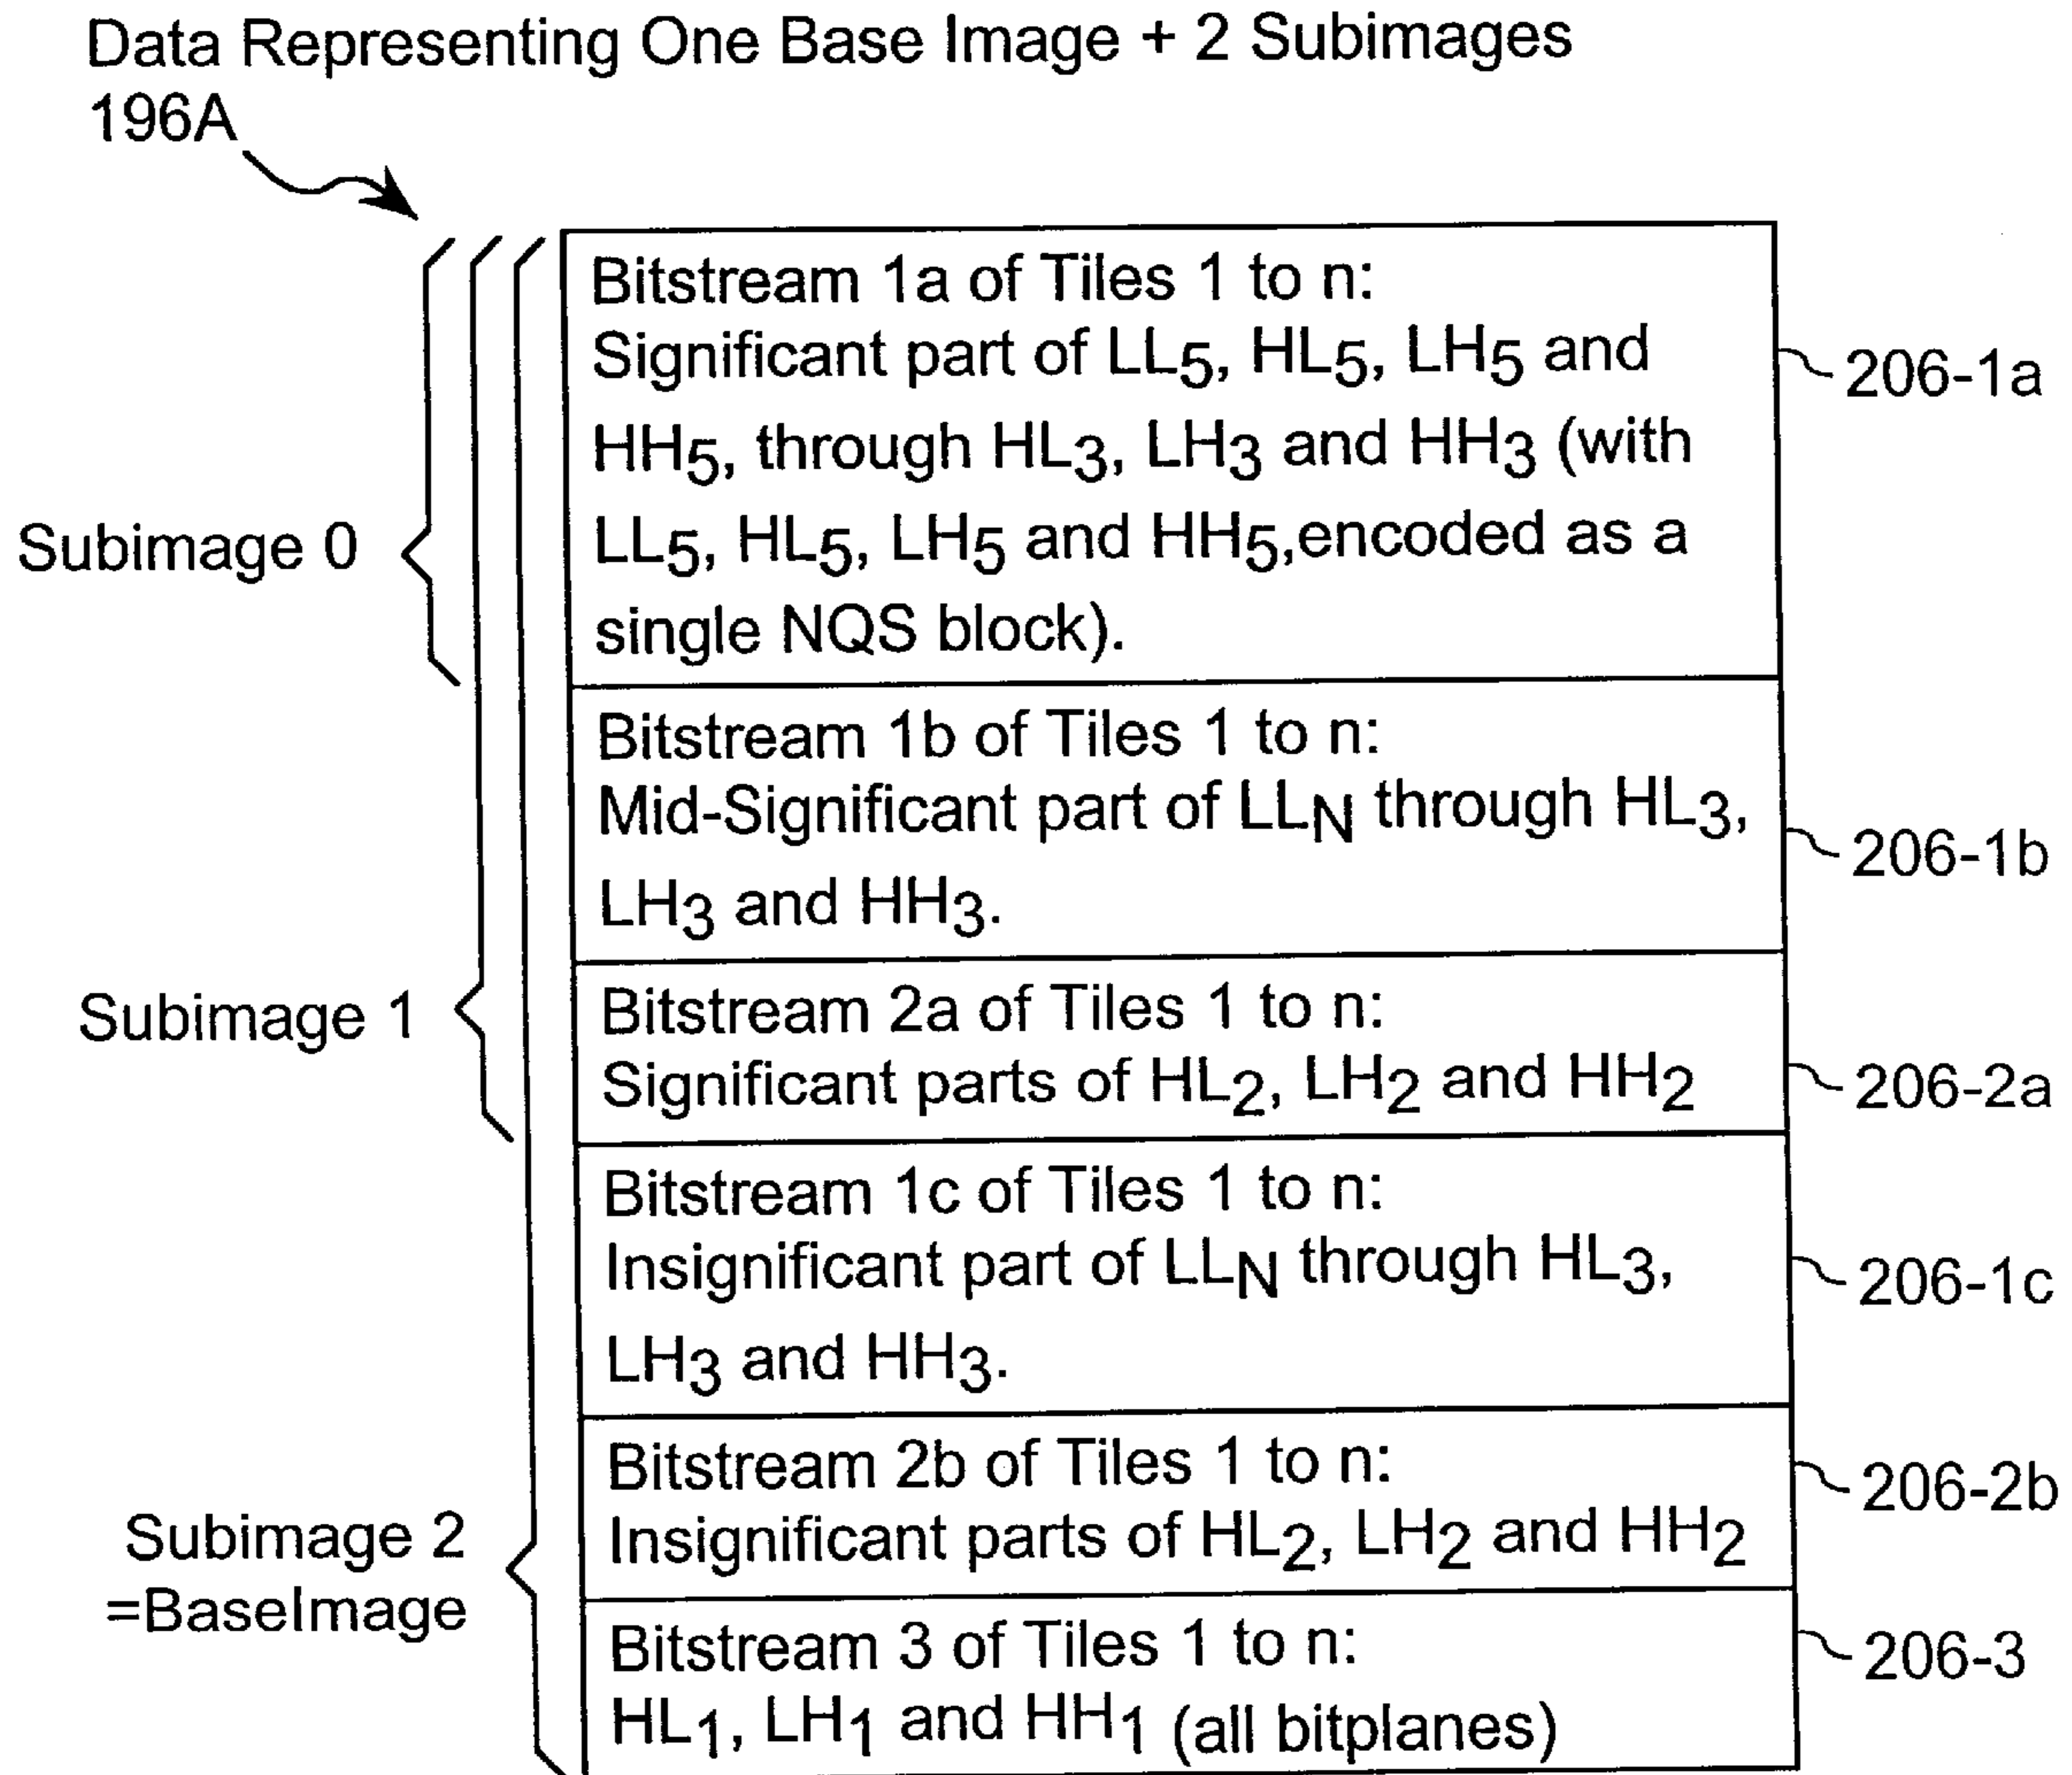 Data Representing One Base Image + 2 Subimages
196A
Bitstream 1a of Tiles 1 to n:
Significant part of LL5, HL5, LH5 and
HH5, through HL3, LH3 and HH3 (with
LL5, HL5, LH5 and HH5,encoded as a
single NQS block).
206-1a
Subimage 0
Bitstream 1b of Tiles 1 to n:
Mid-Significant part of LLN through HL3,
LH3 and HH3.
206-1b
Subimage 1
Bitstream 2a of Tiles 1 to n:
Significant parts of HL2, LH2 and HH2
206-2a
Bitstream 1c of Tiles 1 to n:
Insignificant part of LLN through HL3,
LH3 and HH3.
206-1c
Bitstream 2b of Tiles 1 to n:
Insignificant parts of HL2, LH2 and HH2
206-2b
Subimage 2
=BaseImage
Bitstream 3 of Tiles 1 to n:
HL1, LH1 and HH1 (all bitplanes)
206-3